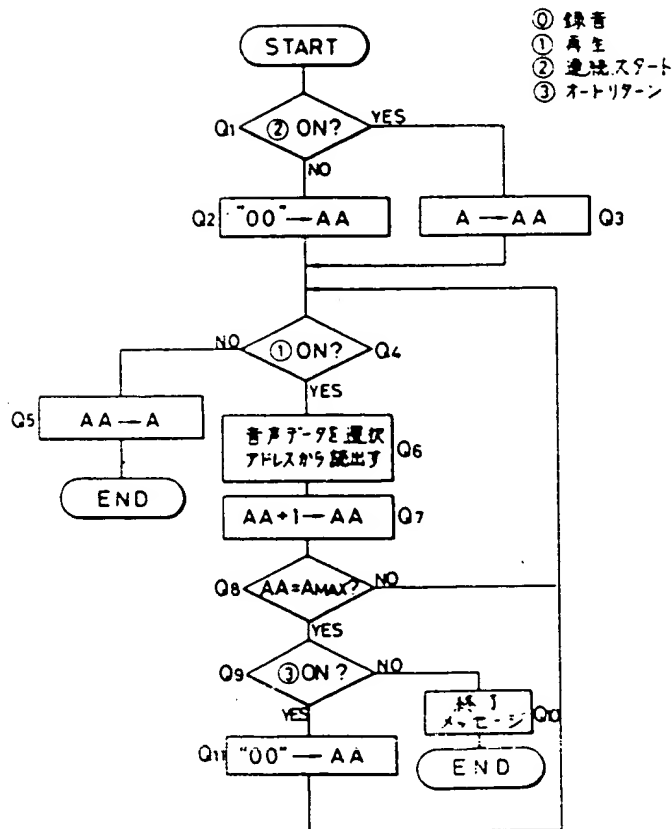 ⓪ 録音
① 再生
② 連続スタート
③ オートリターン
START
Q1
② ON?
YES
NO
Q2
"00"→AA
A→AA
Q3
NO
① ON?
Q4
YES
Q5
AA→A
END
音声データを選択
アドレスから読出す
Q6
AA+1→AA
Q7
Q8
AA=AMAX?
NO
YES
Q9
③ON?
NO
YES
終了
メッセージ
Q10
END
Q11
"00"→AA